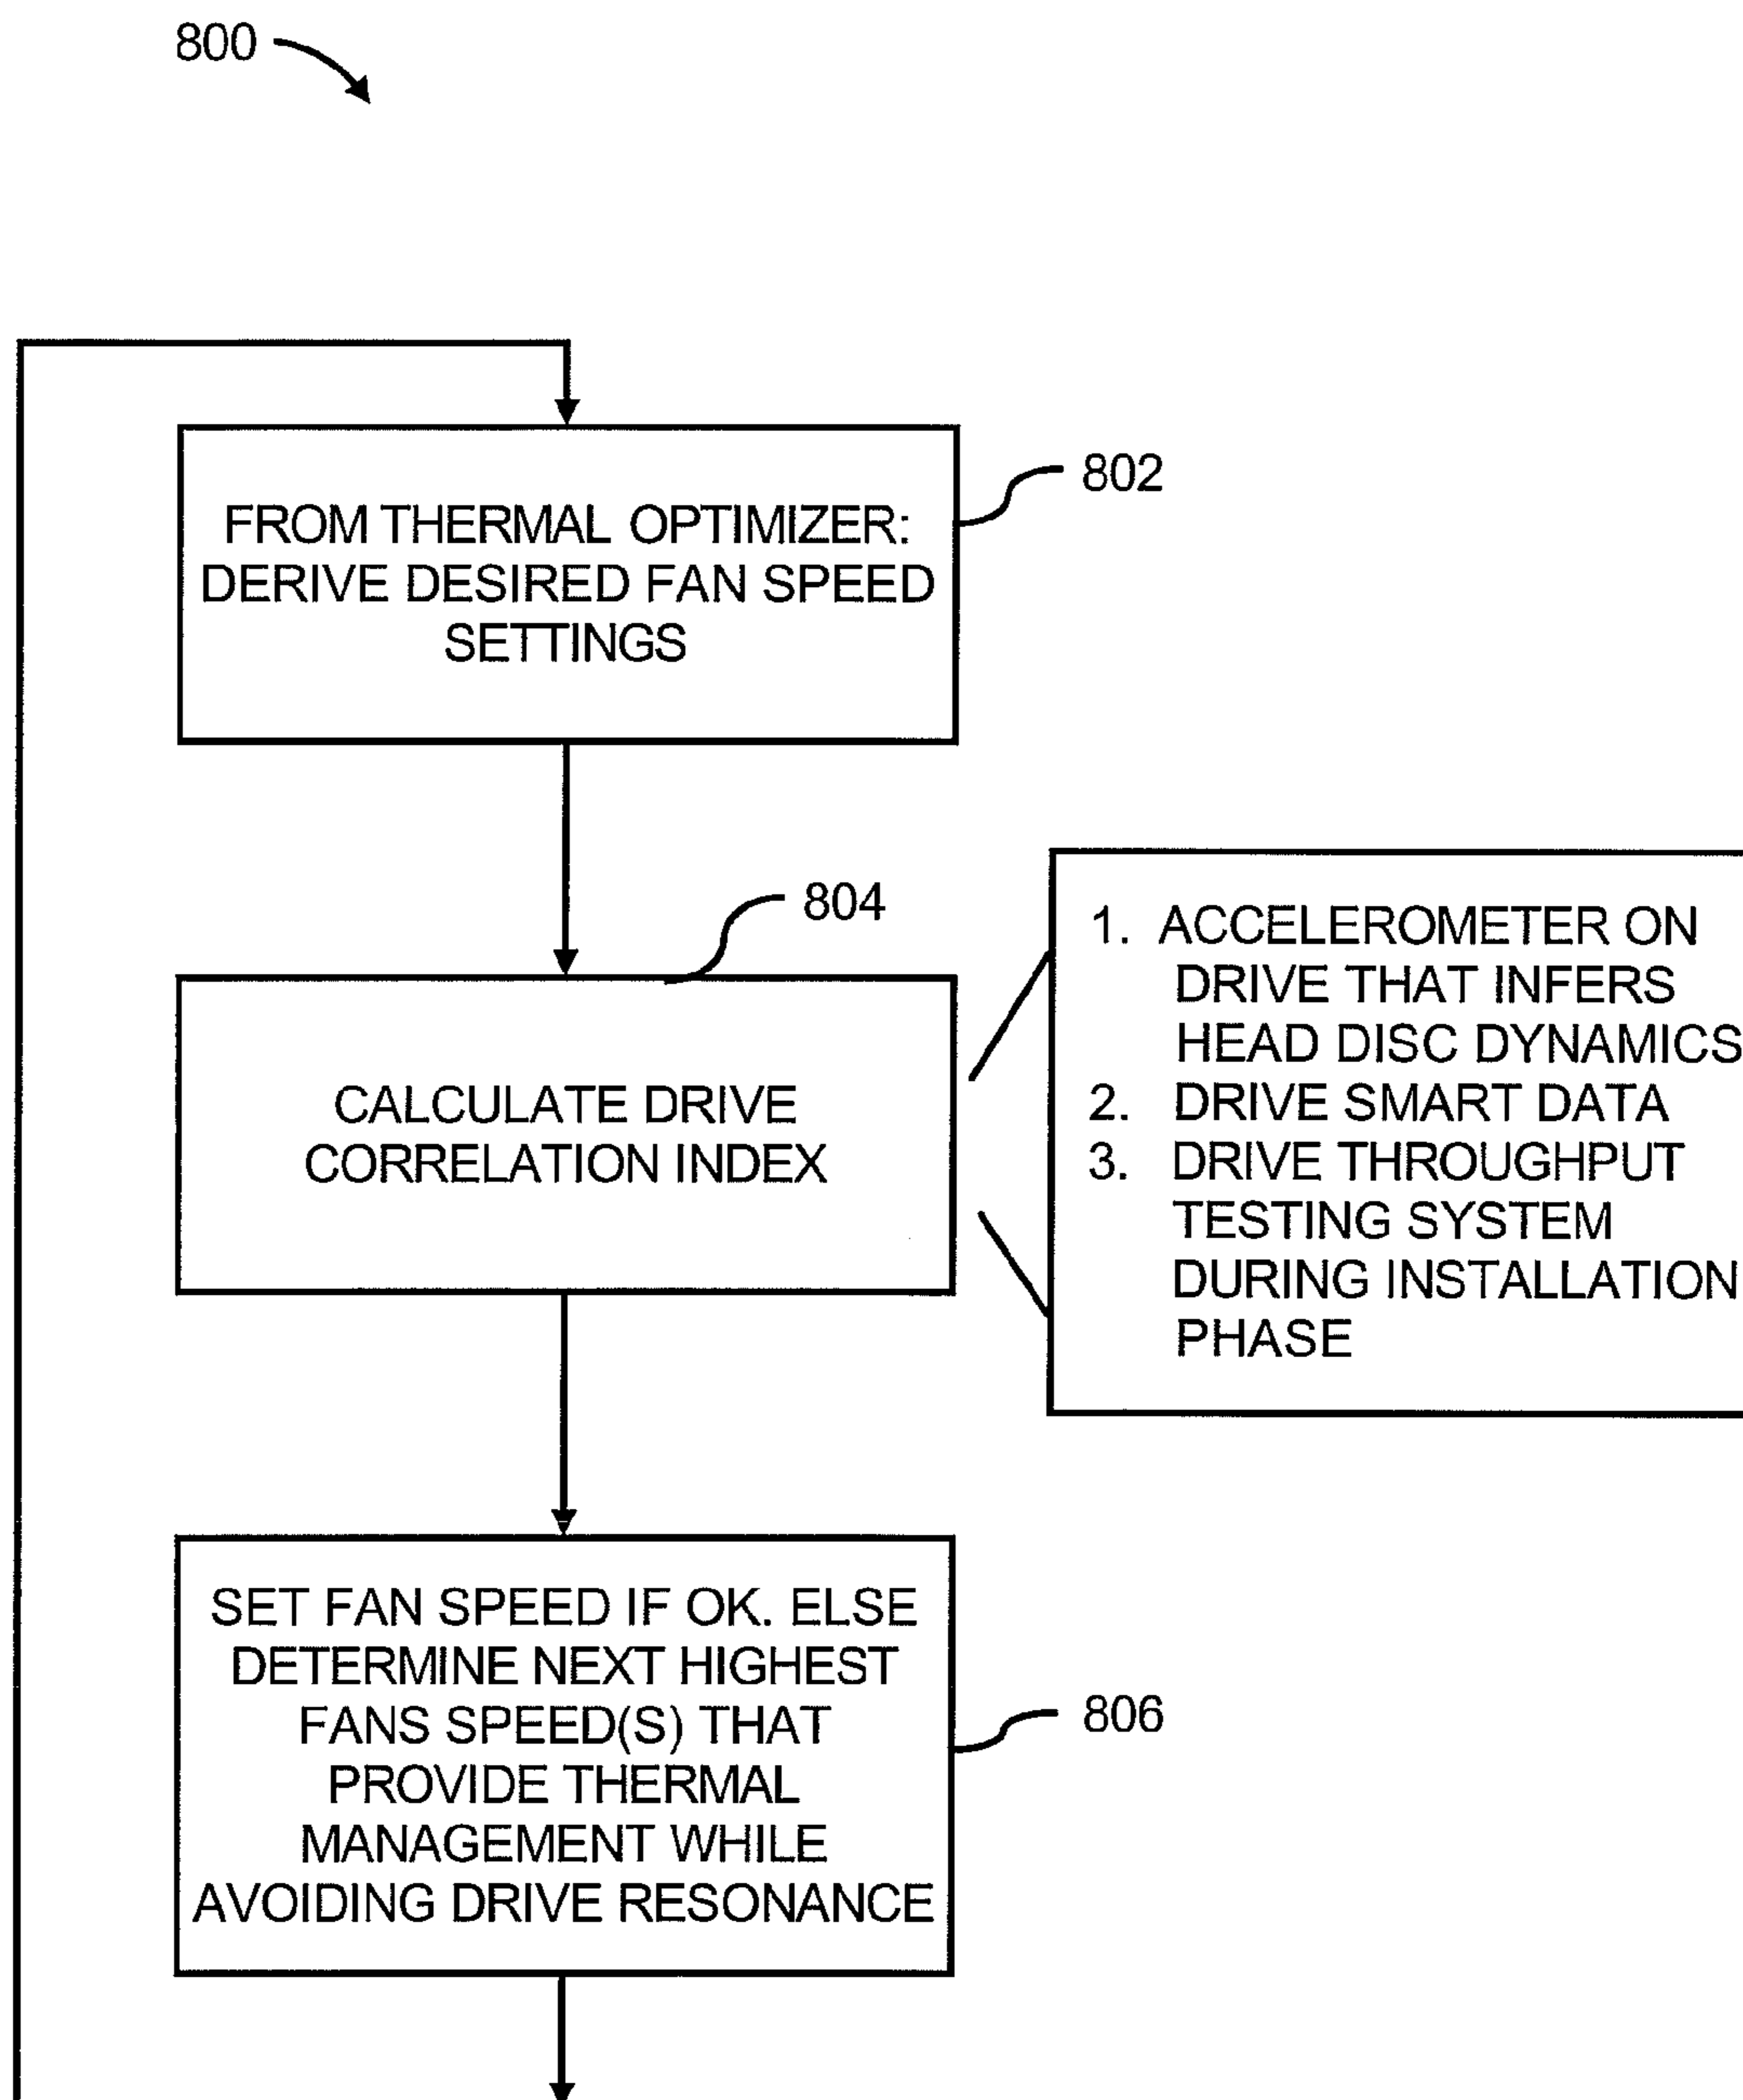 800
FROM THERMAL OPTIMIZER:
DERIVE DESIRED FAN SPEED
SETTINGS
802
804
CALCULATE DRIVE
CORRELATION INDEX
1. ACCELEROMETER ON
DRIVE THAT INFERS
HEAD DISC DYNAMICS
2. DRIVE SMART DATA
3. DRIVE THROUGHPUT
TESTING SYSTEM
DURING INSTALLATION
PHASE
SET FAN SPEED IF OK. ELSE
DETERMINE NEXT HIGHEST
FANS SPEED(S) THAT
PROVIDE THERMAL
MANAGEMENT WHILE
AVOIDING DRIVE RESONANCE
806